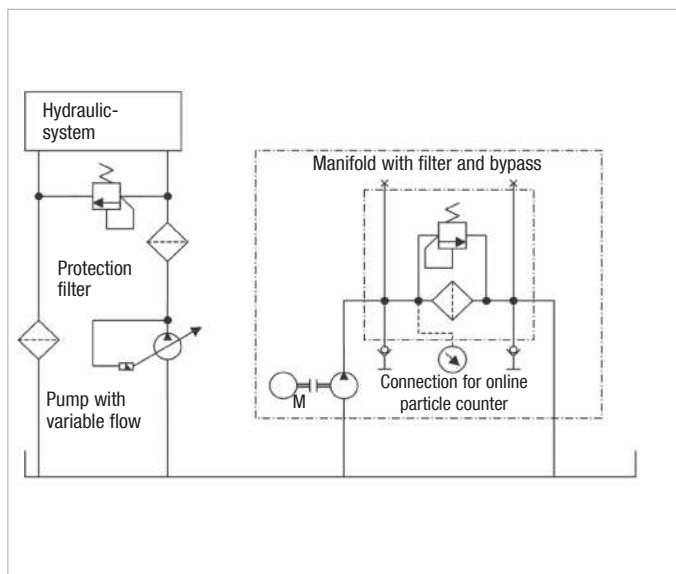 Hydraulic-
system
Manifold with filter and bypass
Protection
filter
Pump with
variable flow
M
Connection for online
particle counter